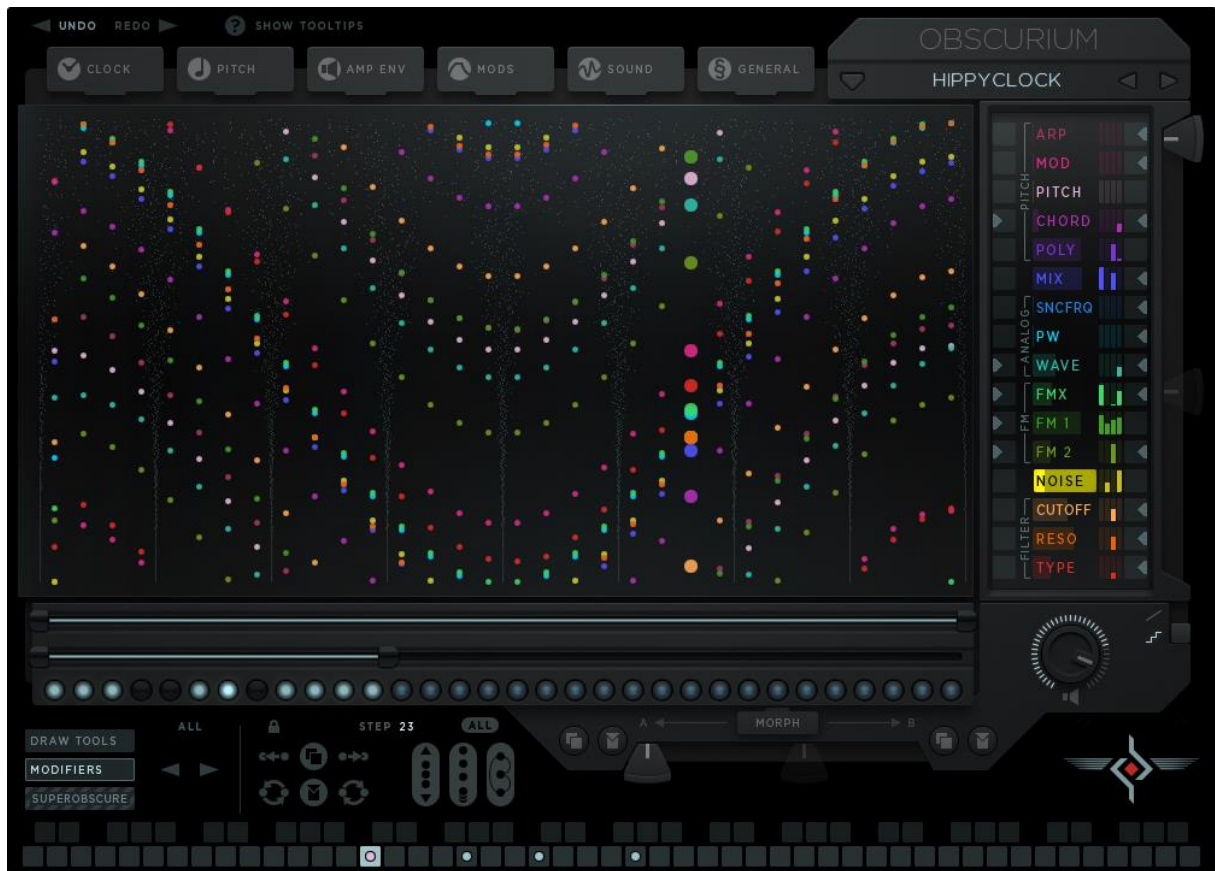 UNDO REDO ? SHOW TOOLTIPS
OBSCURIUM
CLOCK PITCH AMP ENV MODS SOUND § GENERAL
HIPPYCLOCK
PITCH
ARP
MOD
PITCH
CHORD
POLY
MIX
ANALOG
SNCFRQ
PW
WAVE
FM
FMX
FM 1
FM 2
NOISE
FILTER
CUTOFF
RESO
TYPE
ALL STEP 23 ALL
A MORPH B
DRAW TOOLS
MODIFIERS
SUPEROBSCURE